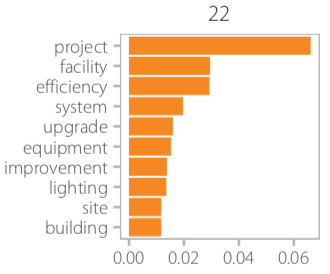 22
project
facility
efficiency
system
upgrade
equipment
improvement
lighting
site
building
0.00 0.02 0.04 0.06